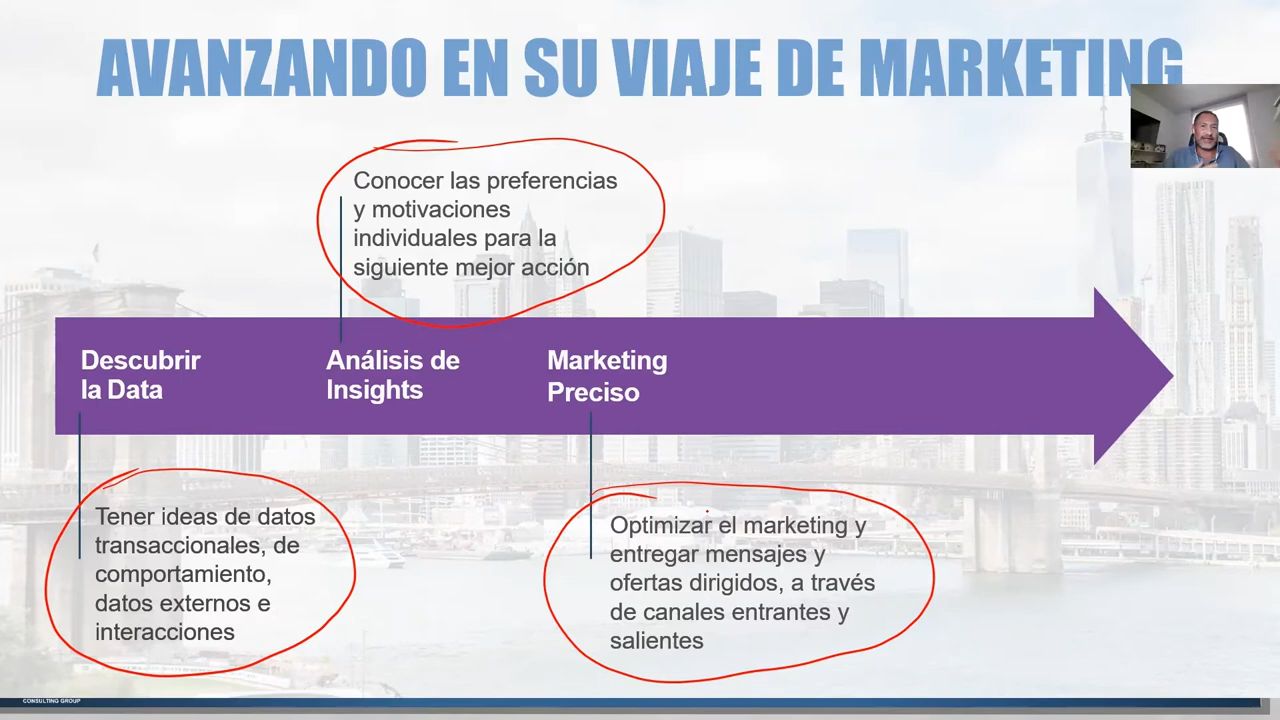 AVANZANDO EN SU VIAJE DE MARKETING
Conocer las preferencias
y motivaciones
individuales para la
siguiente mejor acción
Descubrir
la Data
Análisis de
Insights
Marketing
Preciso
Tener ideas de datos
transaccionales, de
comportamiento,
datos externos e
interacciones
Optimizar el marketing y
entregar mensajes y
ofertas dirigidos, a través
de canales entrantes y
salientes
CONSULTING GROUP